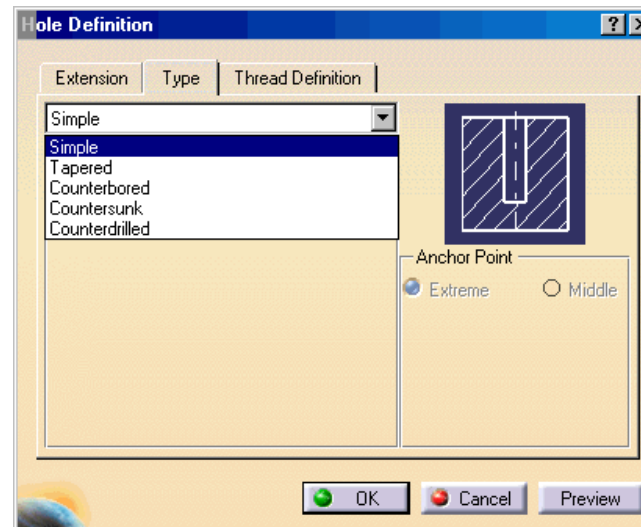 Hole Definition
Extension Type Thread Definition
Simple
Simple
Tapered
Counterbored
Countersunk
Counterdrilled
Anchor Point
Extreme Middle
OK Cancel Preview